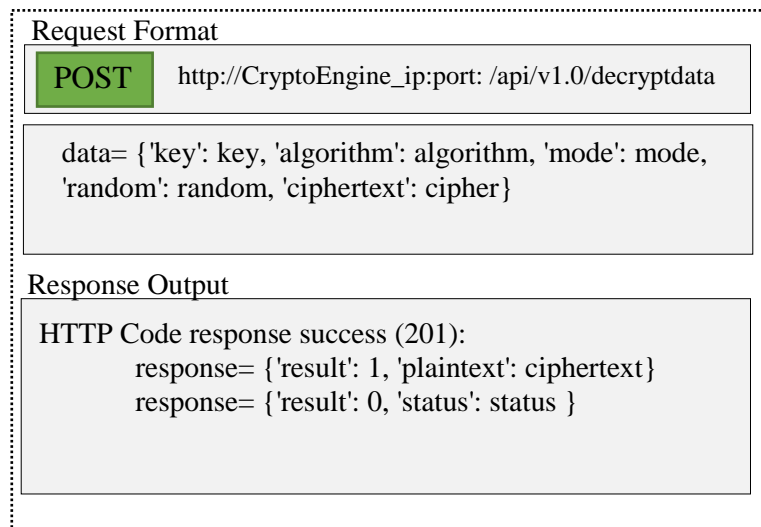 Request Format
POST http://CryptoEngine_ip:port: /api/v1.0/decryptdata
data= {'key': key, 'algorithm': algorithm, 'mode': mode,
'random': random, 'ciphertext': cipher}
Response Output
HTTP Code response success (201):
response= {'result': 1, 'plaintext': ciphertext}
response= {'result': 0, 'status': status }